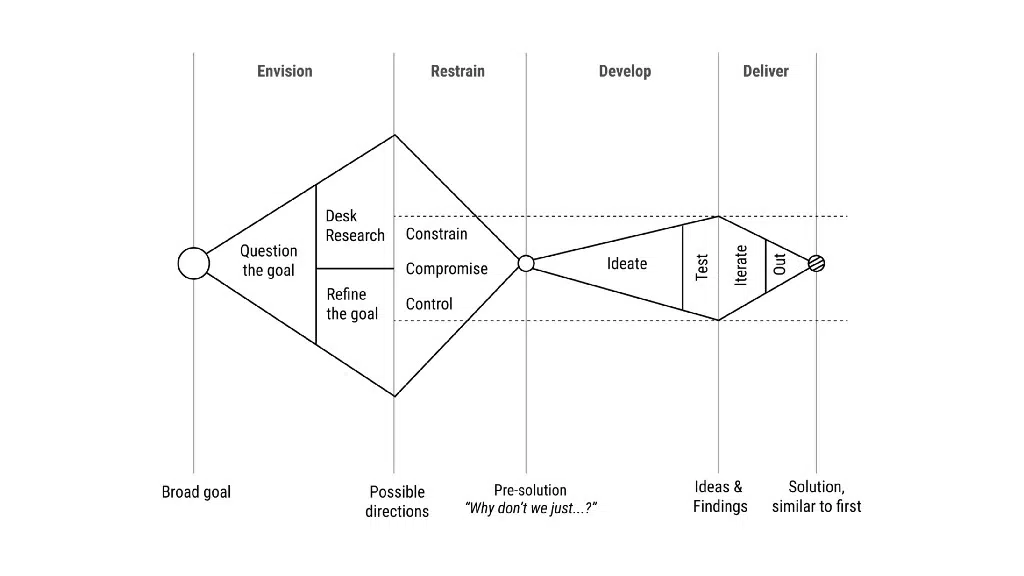 Envision
Restrain
Develop
Deliver
Question
the goal
Desk
Research
Refine
the goal
Constrain
Compromise
Control
Ideate
Test
Iterate
Out
Broad goal
Possible
directions
Pre-solution
“Why don’t we just...?”
Ideas &
Findings
Solution,
similar to first